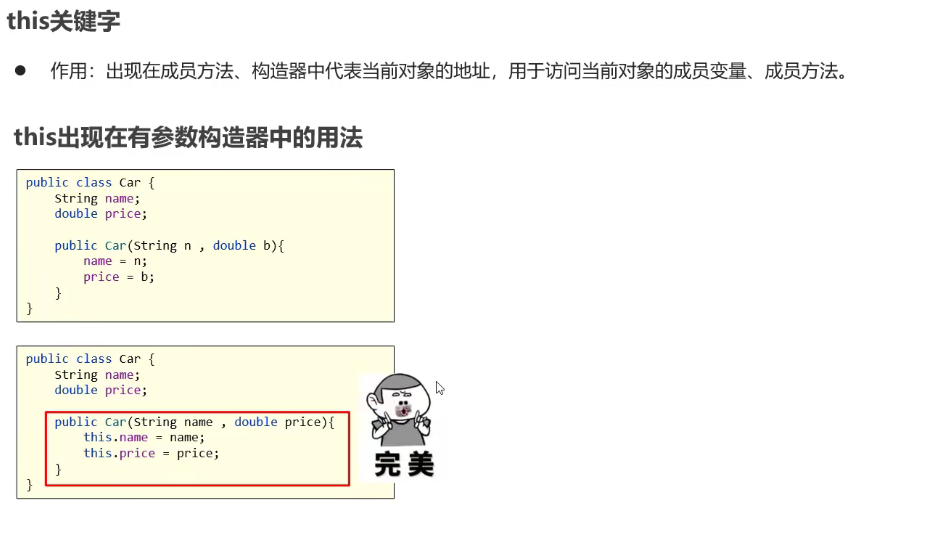 this关键字
● 作用：出现在成员方法、构造器中代表当前对象的地址，用于访问当前对象的成员变量、成员方法。
this出现在有参数构造器中的用法
public class Car {
String name;
double price;
public Car(String n , double b){
name = n;
price = b;
}
}
public class Car {
String name;
double price;
public Car(String name , double price){
this.name = name;
this.price = price;
}
}
完美